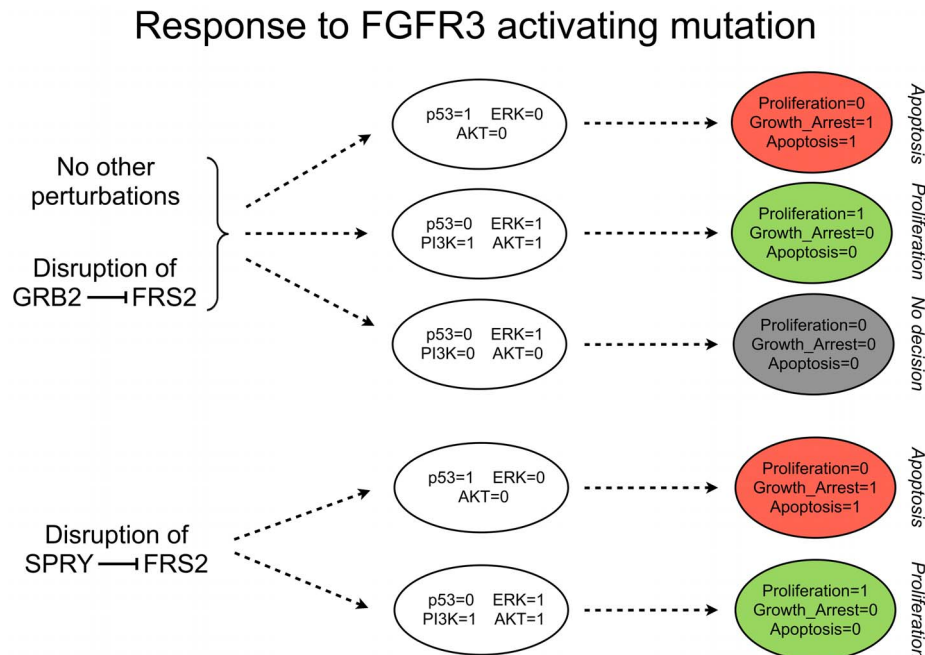 Response to FGFR3 activating mutation
No other
perturbations
Disruption of
GRB2 FRS2
p53=1 ERK=0
AKT=0
Proliferation=0
Growth_Arrest=1
Apoptosis=1
Apoptosis
p53=0 ERK=1
PI3K=1 AKT=1
Proliferation=1
Growth_Arrest=0
Apoptosis=0
Proliferation
p53=0 ERK=1
PI3K=0 AKT=0
Proliferation=0
Growth_Arrest=0
Apoptosis=0
No decision
Disruption of
SPRY FRS2
p53=1 ERK=0
AKT=0
Proliferation=0
Growth_Arrest=1
Apoptosis=1
Apoptosis
p53=0 ERK=1
PI3K=1 AKT=1
Proliferation=1
Growth_Arrest=0
Apoptosis=0
Proliferation